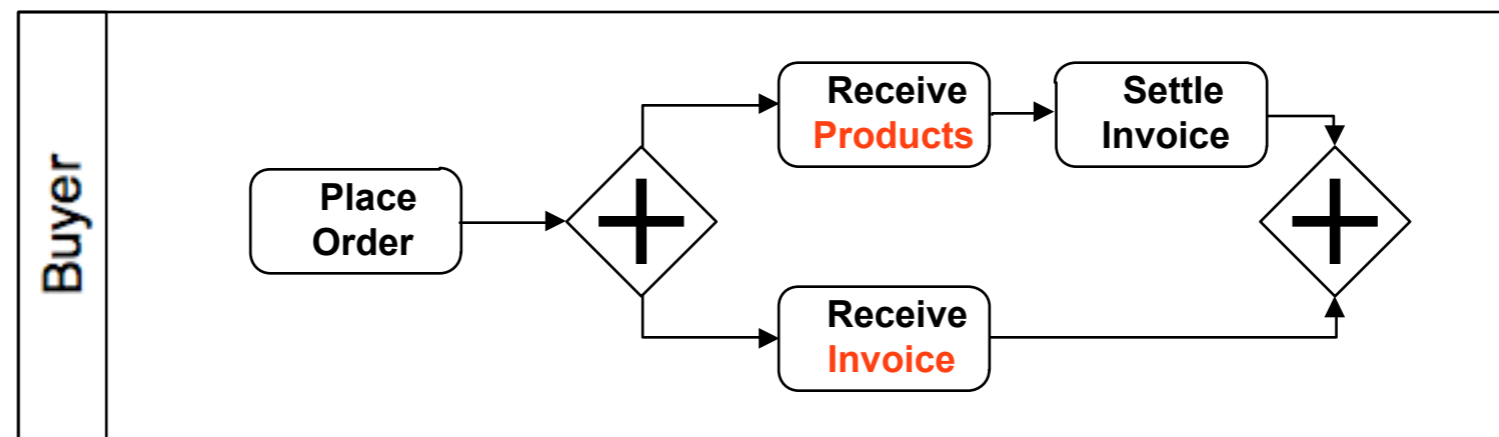 Buyer
Place
Order
Receive
Products
Settle
Invoice
Receive
Invoice